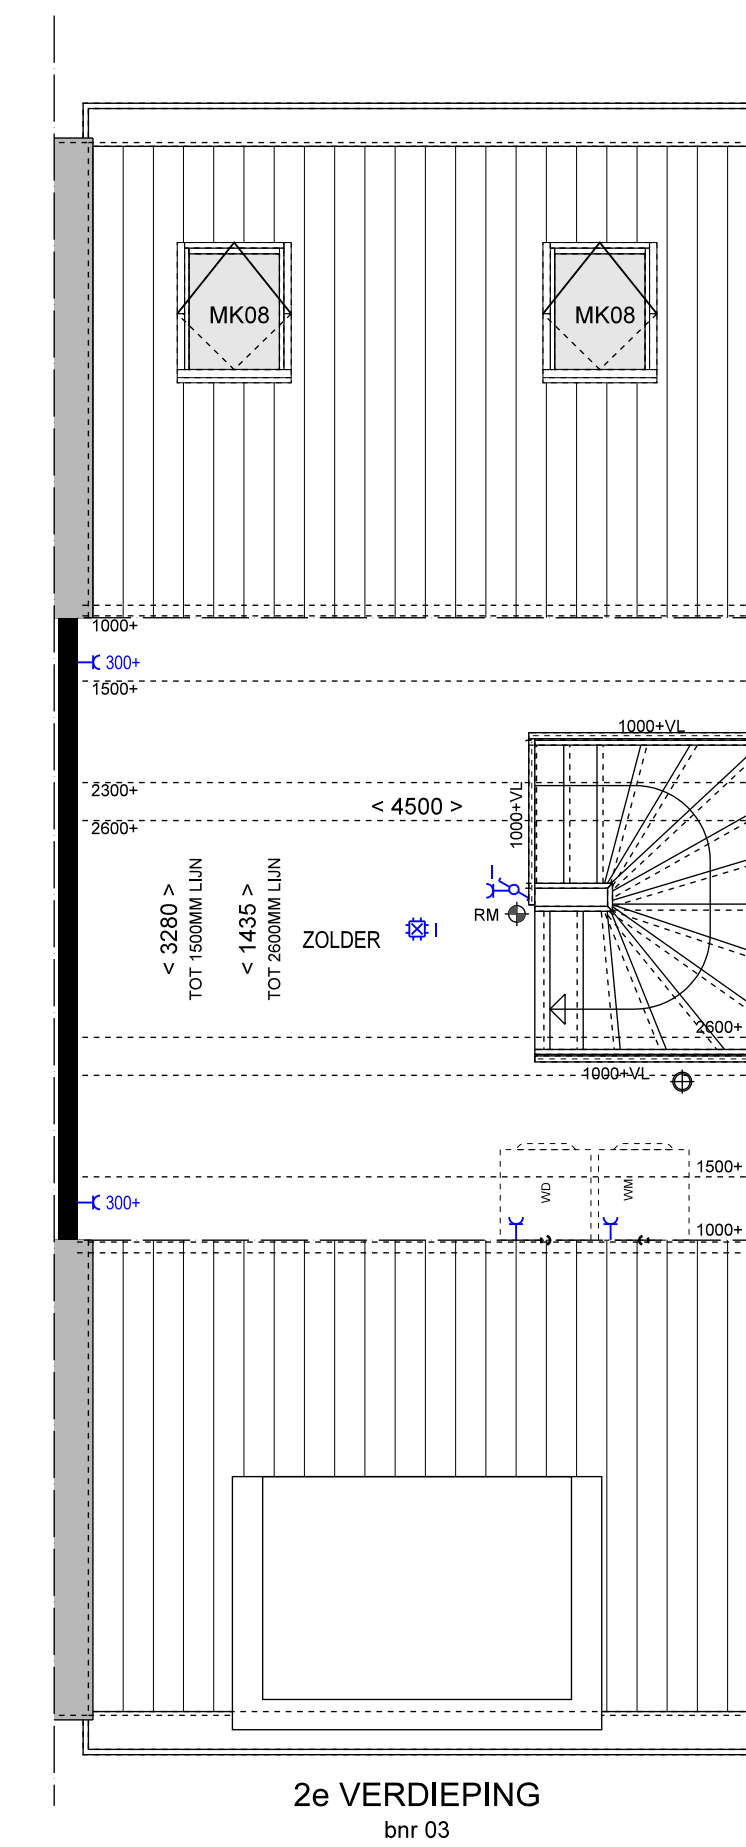 MK08 MK08
1000+
300+
1500+
1000+VL
2300+
1000+VL
< 4500 >
2600+
I
< 3280 >
TOT 1500MM LIJN
< 1435 >
TOT 2600MM LIJN
RM
ZOLDER
I
2600+
1000+VL
1500+
WD
WM
300+
1000+
2e VERDIEPING
bnr 03